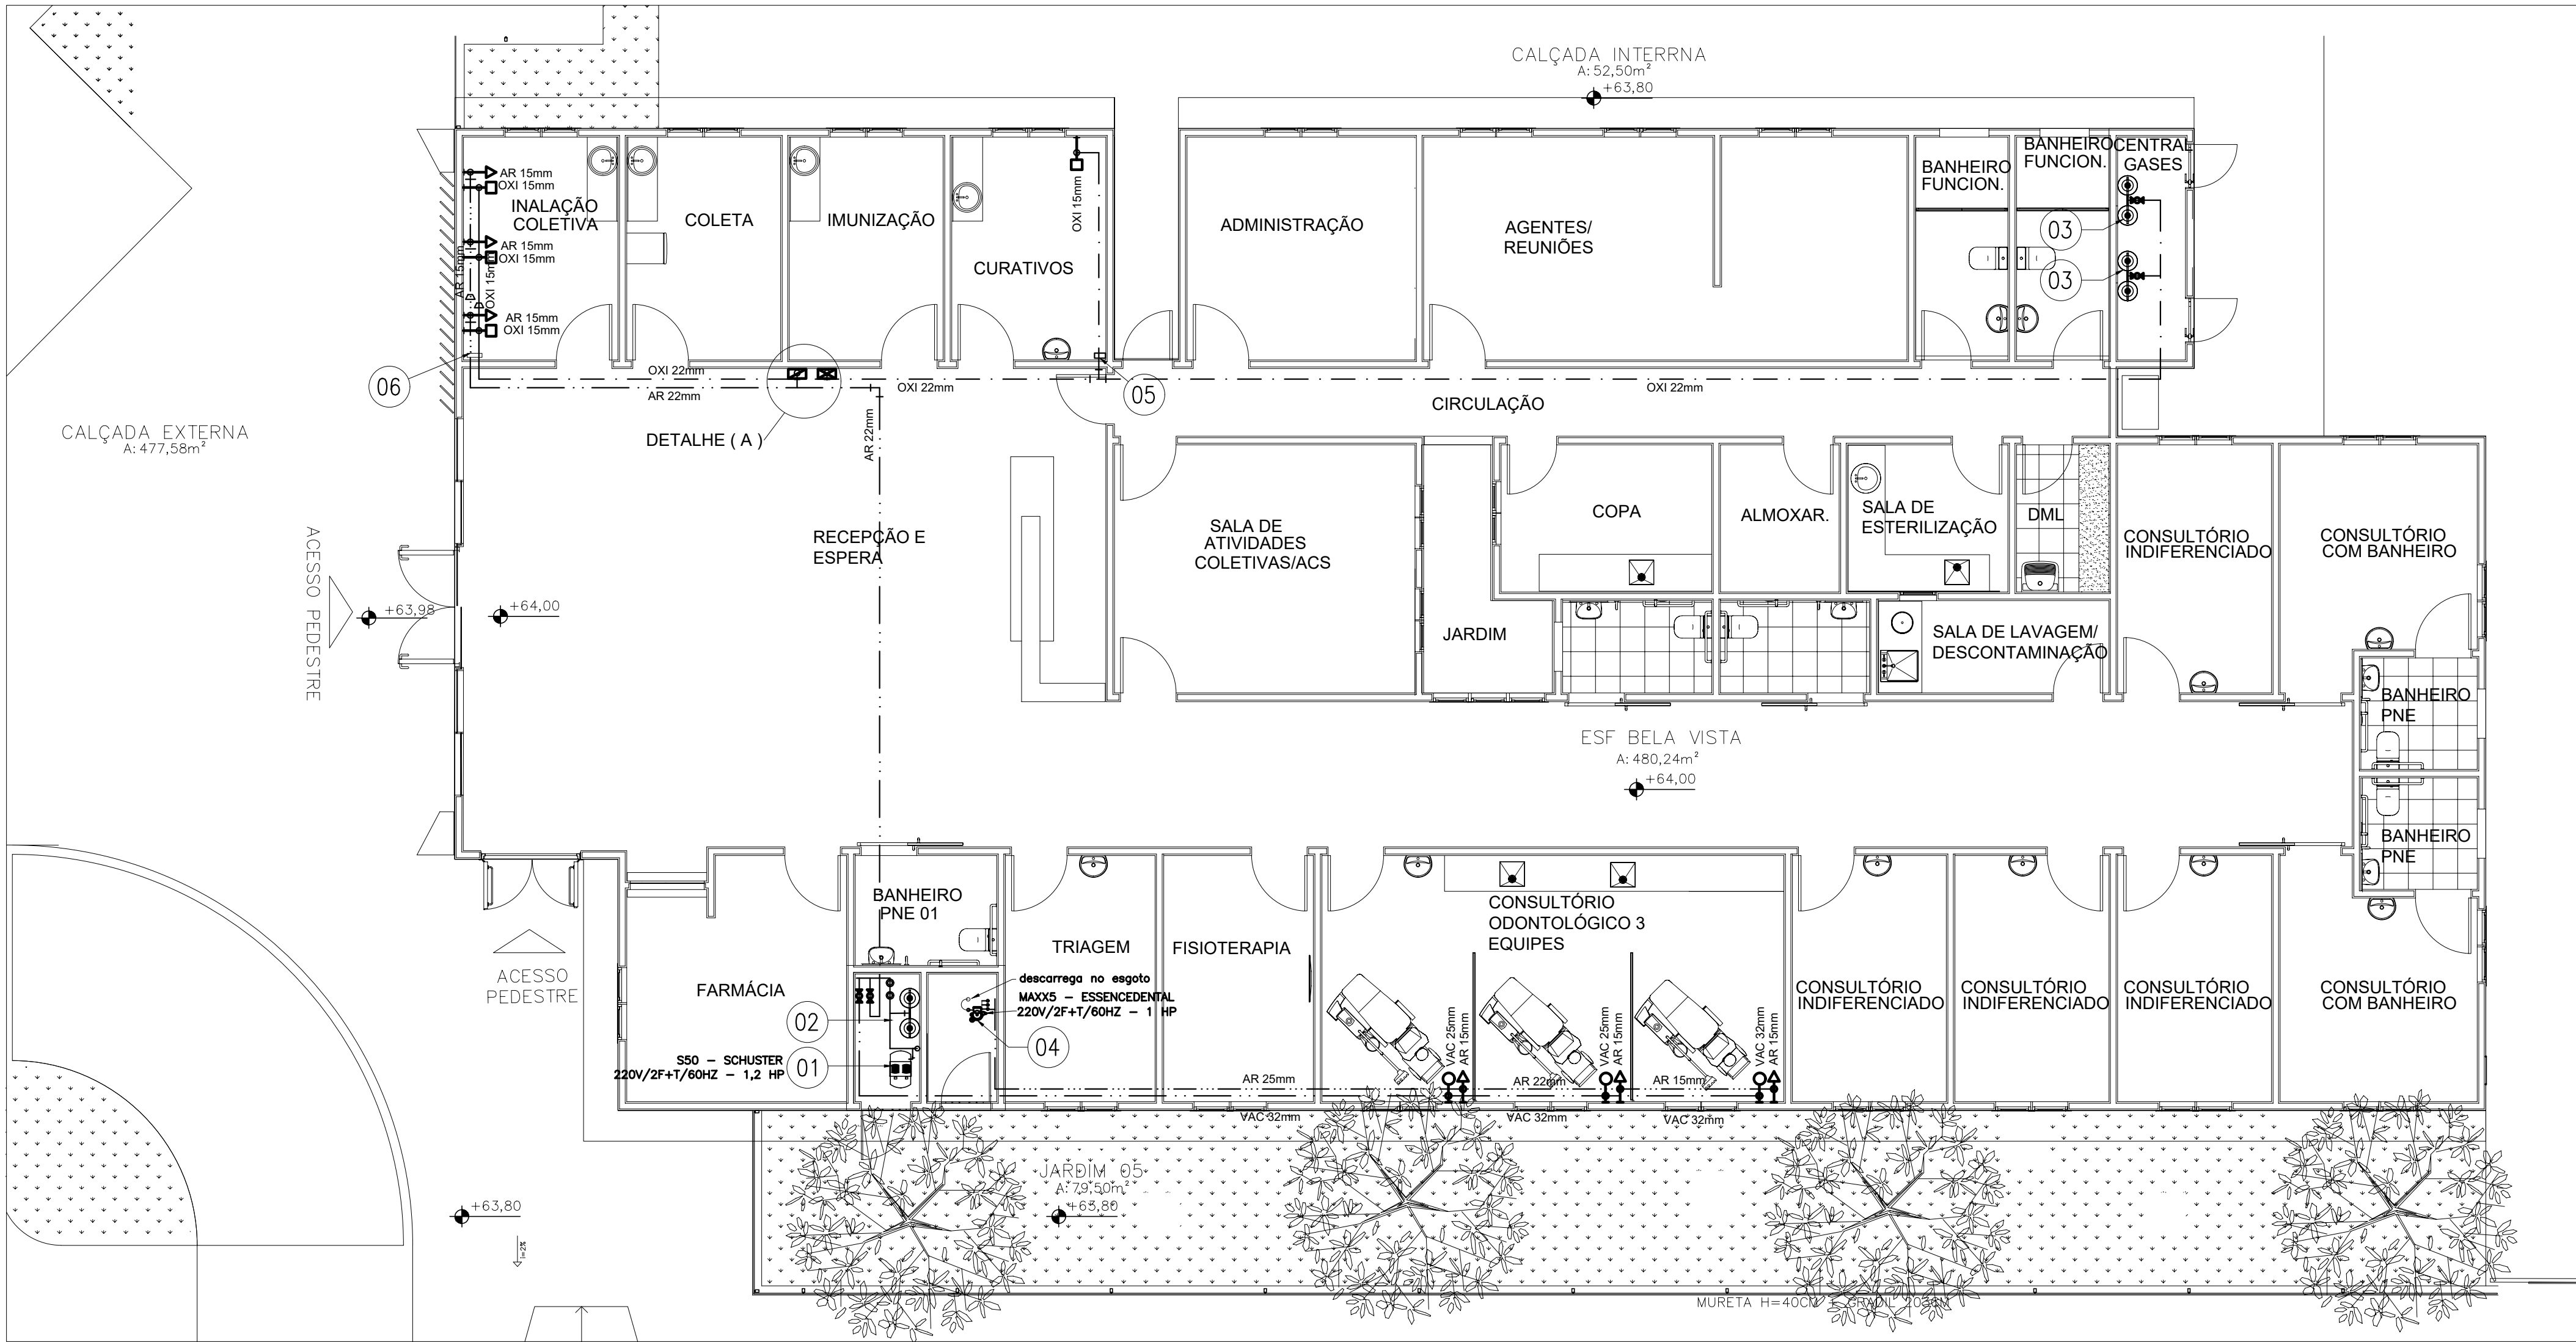 CALÇADA INTERRNA
A: 52,50m²
+63,80
AR 15mm
OXI 15mm
INALAÇÃO
COLETIVA
AR 15mm
OXI 15mm
AR 15mm
OXI 15mm
AR 15mm
OXI 15mm
COLETA
IMUNIZAÇÃO
CURATIVOS
OXI 15mm
ADMINISTRAÇÃO
AGENTES/
REUNIÕES
BANHEIRO
FUNCION.
BANHEIRO
FUNCION.
CENTRAL
GASES
03
03
06
OXI 22mm
AR 22mm
OXI 22mm
05
OXI 22mm
CIRCULAÇÃO
DETALHE ( A )
AR 22mm
CALÇADA EXTERNA
A: 477,58m²
ACESSO PEDESTRE
+63,98
+64,00
RECEPÇÃO E
ESPERA
SALA DE
ATIVIDADES
COLETIVAS/ACS
JARDIM
COPA
ALMOXAR.
SALA DE
ESTERILIZAÇÃO
DML
SALA DE LAVAGEM/
DESCONTAMINAÇÃO
CONSULTÓRIO
INDIFERENCIADO
CONSULTÓRIO
COM BANHEIRO
BANHEIRO
PNE
BANHEIRO
PNE
ESF BELA VISTA
A: 480,24m²
+64,00
ACESSO
PEDESTRE
FARMÁCIA
BANHEIRO
PNE 01
TRIAGEM
FISIOTERAPIA
CONSULTÓRIO
ODONTOLÓGICO 3
EQUIPES
descarrega no esgoto
MAXX5 - ESSENCEDENTAL
220V/2F+T/60HZ - 1 HP
02
04
S50 - SCHUSTER
220V/2F+T/60HZ - 1,2 HP
01
VAC 25mm
AR 15mm
VAC 25mm
AR 15mm
VAC 32mm
AR 15mm
AR 25mm
AR 22mm
AR 15mm
VAC 32mm
VAC 32mm
VAC 32mm
CONSULTÓRIO
INDIFERENCIADO
CONSULTÓRIO
INDIFERENCIADO
CONSULTÓRIO
INDIFERENCIADO
CONSULTÓRIO
COM BANHEIRO
JARDIM 05
A: 79,50m²
+63,80
+63,80
i=2%
MURETA H=40CM